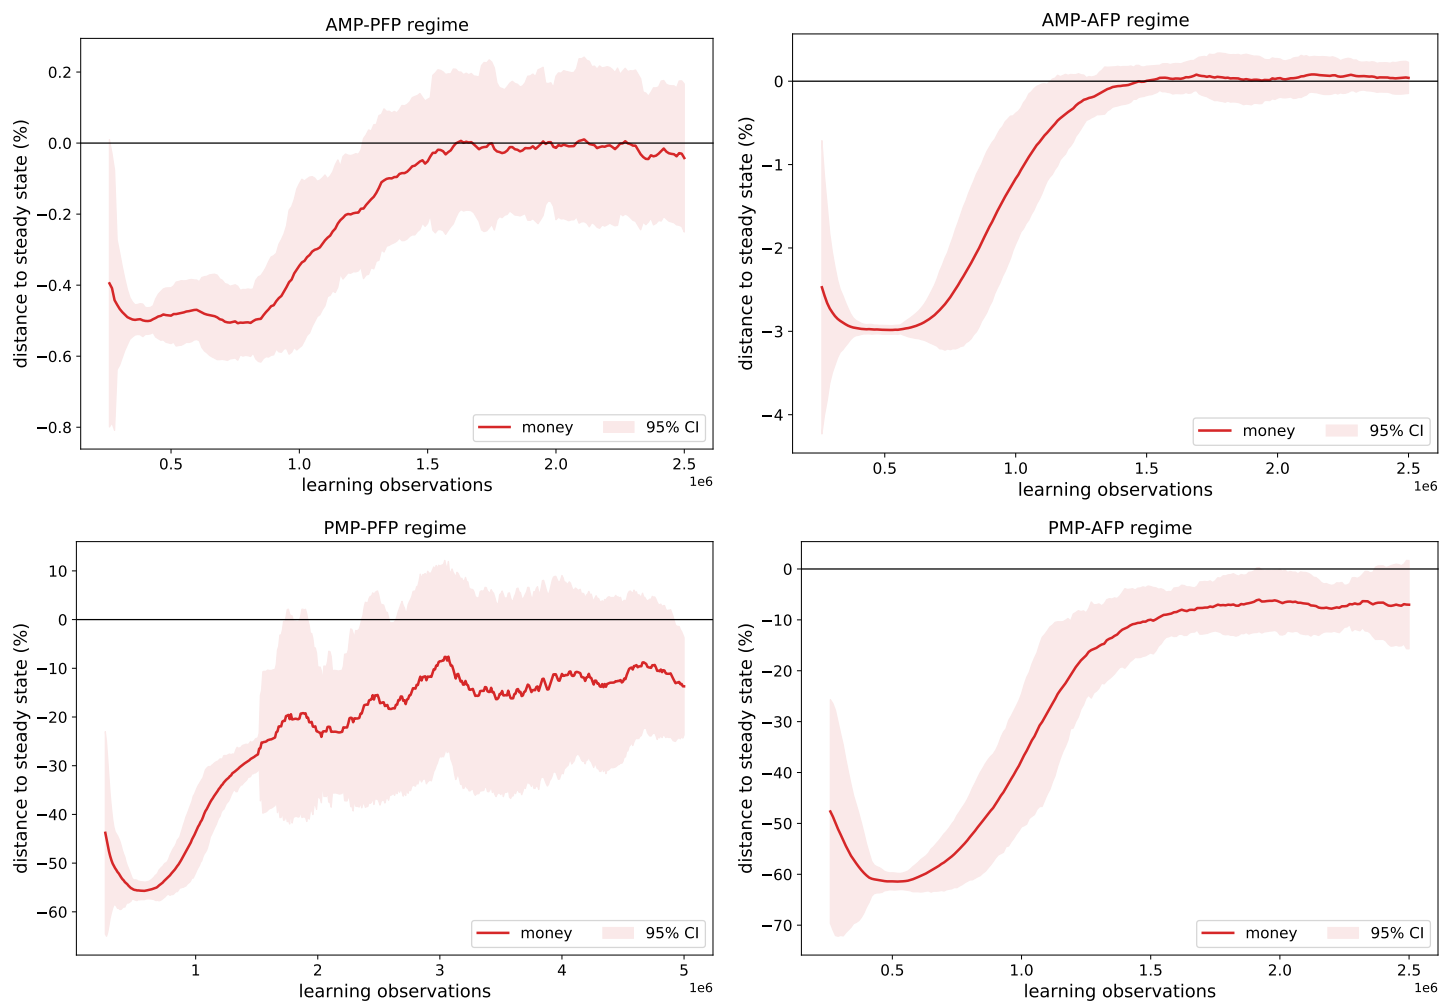 AMP-PFP regime
distance to steady state (%)
0.2
0.0
−0.2
−0.4
−0.6
−0.8
money 95% CI
0.5 1.0 1.5 2.0 2.5
learning observations
1e6
AMP-AFP regime
distance to steady state (%)
0
−1
−2
−3
−4
money 95% CI
0.5 1.0 1.5 2.0 2.5
learning observations
1e6
PMP-PFP regime
distance to steady state (%)
10
0
−10
−20
−30
−40
−50
−60
money 95% CI
1 2 3 4 5
learning observations
1e6
PMP-AFP regime
distance to steady state (%)
0
−10
−20
−30
−40
−50
−60
−70
money 95% CI
0.5 1.0 1.5 2.0 2.5
learning observations
1e6